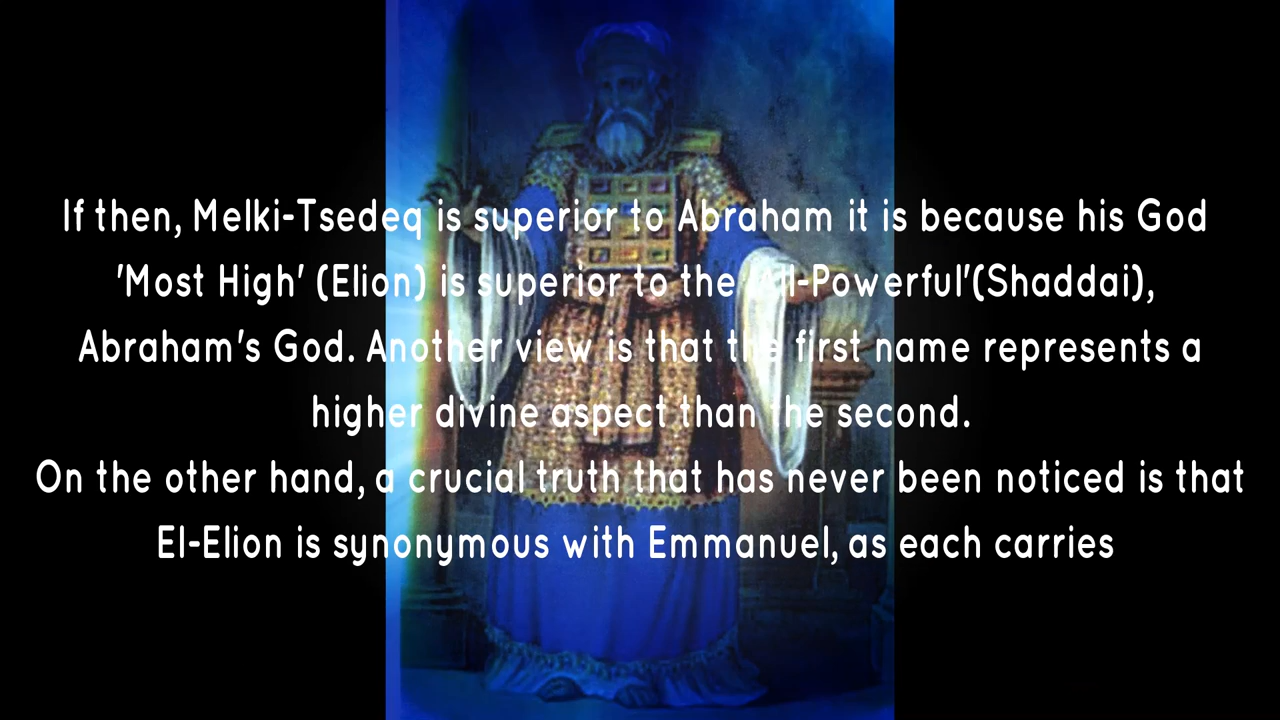 If then, Melki-Tsedeq is superior to Abraham it is because his God
'Most High' (Elion) is superior to the 'All-Powerful'(Shaddai),
Abraham's God. Another view is that the first name represents a
higher divine aspect than the second.
On the other hand, a crucial truth that has never been noticed is that
El-Elion is synonymous with Emmanuel, as each carries